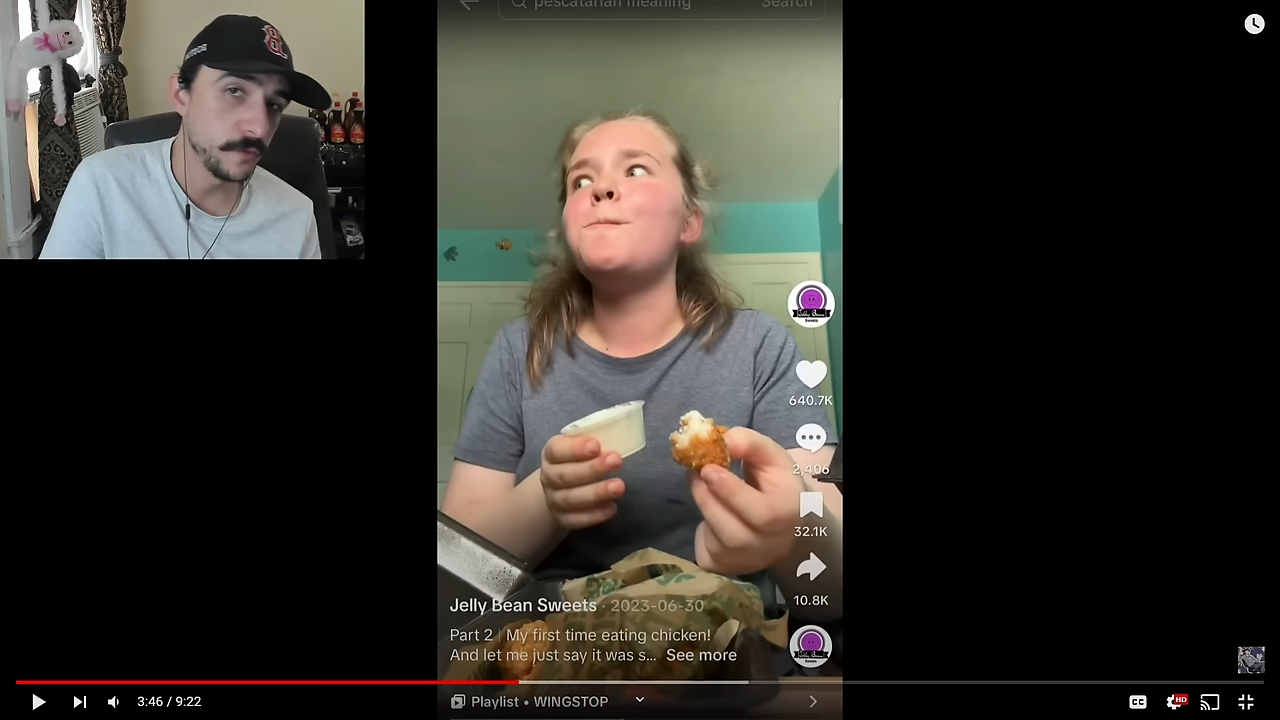 pescatarian meaning Search
B
640.7K
2,406
32.1K
10.8K
Jelly Bean Sweets · 2023-06-30
Part 2 | My first time eating chicken!
And let me just say it was s... See more
Playlist • WINGSTOP
3:46 / 9:22
CC
HD